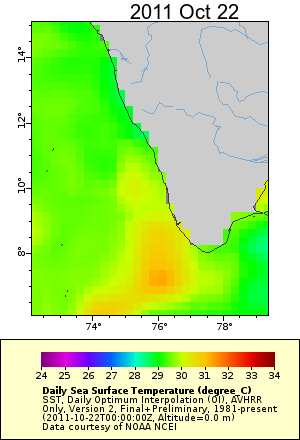 2011 Oct 22
14°
12°
10°
8°
74°
76°
78°
24 25 26 27 28 29 30 31 32 33 34
Daily Sea Surface Temperature (degree_C)
SST, Daily Optimum Interpolation (OI), AVHRR
Only, Version 2, Final+Preliminary, 1981-present
(2011-10-22T00:00:00Z, Altitude=0.0 m)
Data courtesy of NOAA NCEI